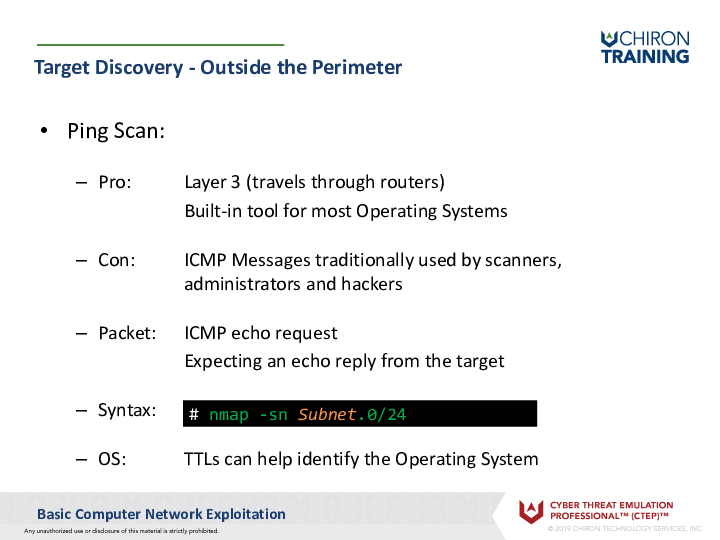 CHIRON
TRAINING
Target Discovery - Outside the Perimeter
• Ping Scan:
– Pro: Layer 3 (travels through routers)
Built-in tool for most Operating Systems
– Con: ICMP Messages traditionally used by scanners,
administrators and hackers
– Packet: ICMP echo request
Expecting an echo reply from the target
– Syntax: # nmap -sn Subnet.0/24
– OS: TTLs can help identify the Operating System
Basic Computer Network Exploitation
Any unauthorized use or disclosure of this material is strictly prohibited.
CYBER THREAT EMULATION
PROFESSIONAL™ (CTEP)™
© 2019 CHIRON TECHNOLOGY SERVICES, INC.